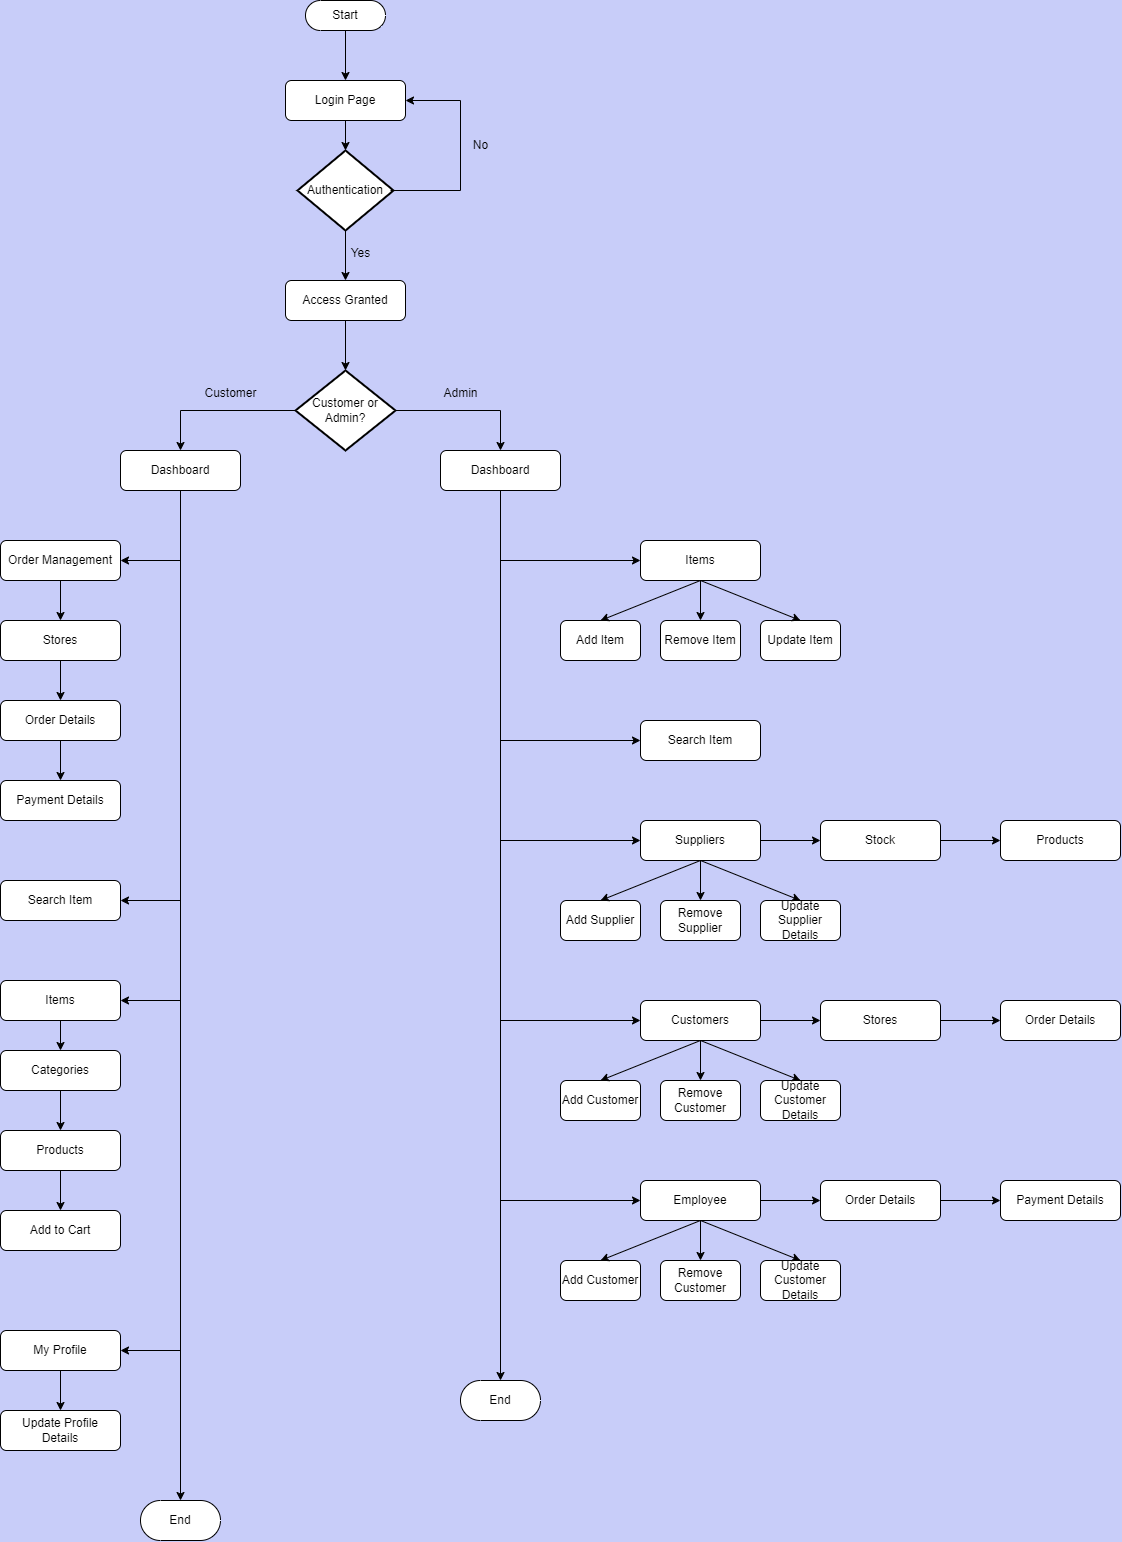 Start
Login Page
No
Authentication
Yes
Access Granted
Customer
Admin
Customer or
Admin?
Dashboard
Dashboard
Order Management
Stores
Order Details
Payment Details
Search Item
Items
Categories
Products
Add to Cart
My Profile
Update Profile
Details
End
Items
Add Item
Remove Item
Update Item
Search Item
Suppliers
Stock
Products
Add Supplier
Remove
Supplier
Update
Supplier
Details
Customers
Stores
Order Details
Add Customer
Remove
Customer
Update
Customer
Details
Employee
Order Details
Payment Details
Add Customer
Remove
Customer
Update
Customer
Details
End